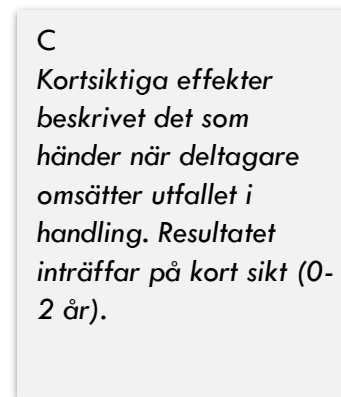 C
Kortsiktiga effekter
beskrivet det som
händer när deltagare
omsätter utfallet i
handling. Resultatet
inträffar på kort sikt (0-
2 år).